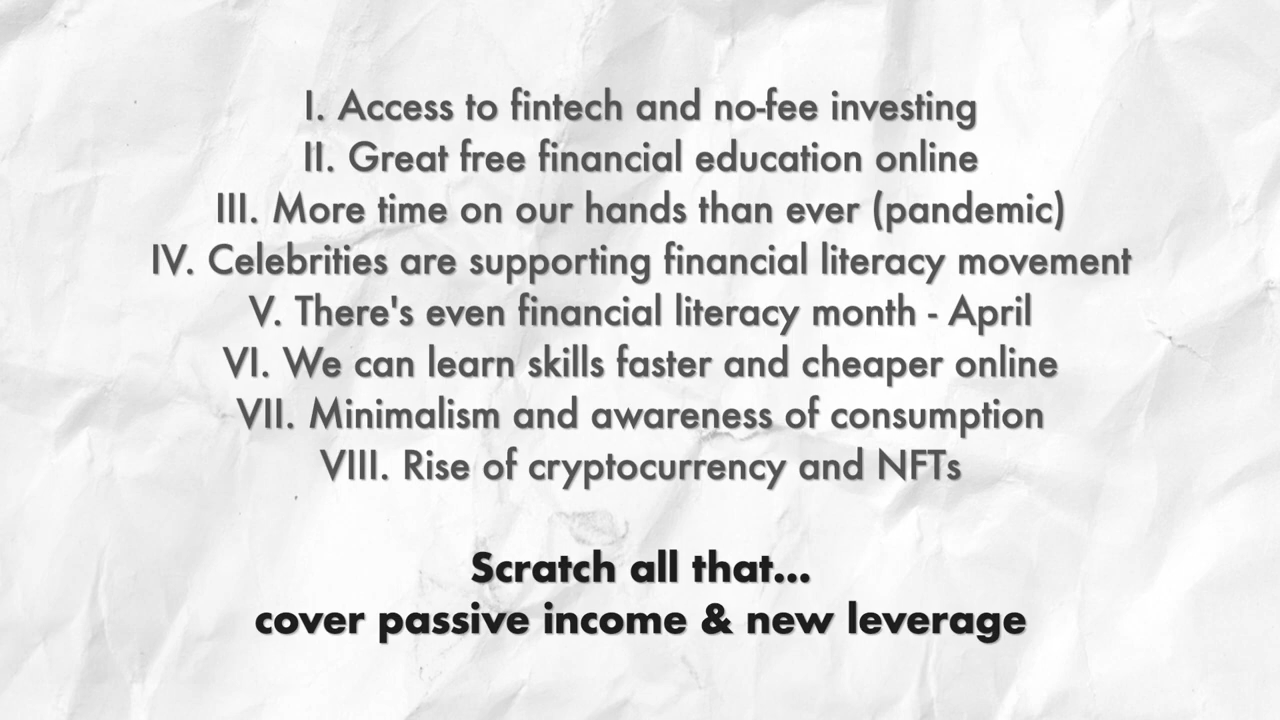 I. Access to fintech and no-fee investing
II. Great free financial education online
III. More time on our hands than ever (pandemic)
IV. Celebrities are supporting financial literacy movement
V. There's even financial literacy month - April
VI. We can learn skills faster and cheaper online
VII. Minimalism and awareness of consumption
VIII. Rise of cryptocurrency and NFTs
Scratch all that...
cover passive income & new leverage